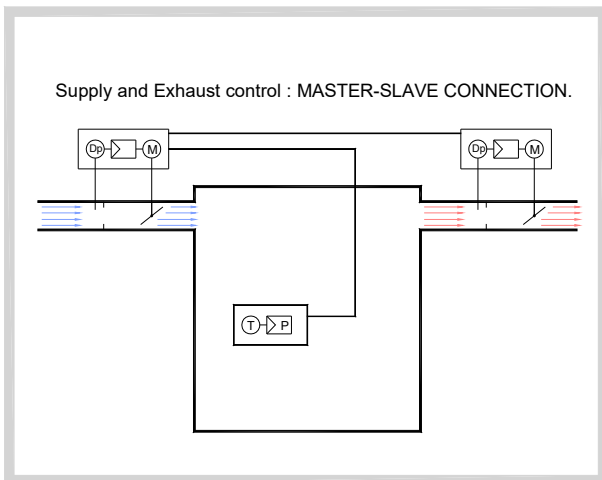 Supply and Exhaust control : MASTER-SLAVE CONNECTION.
Dp M Dp M
T P